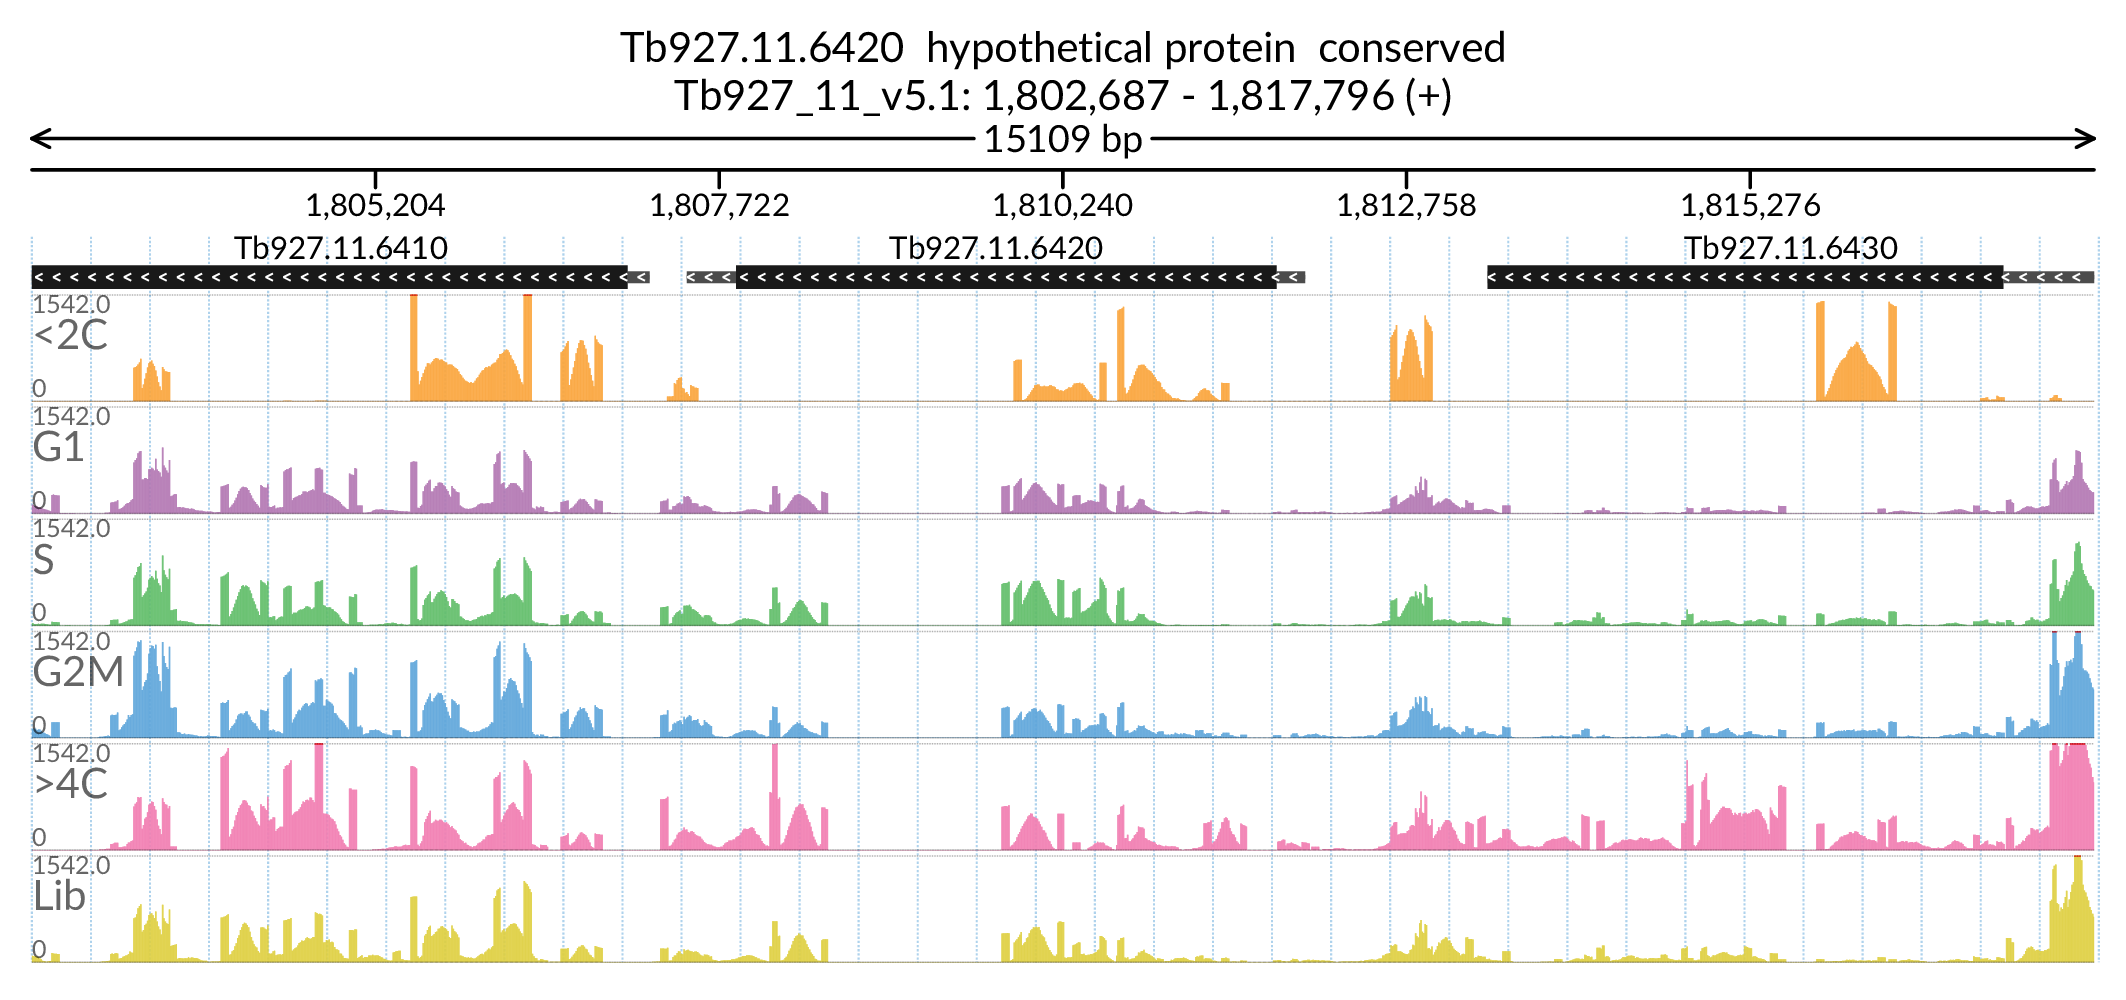 Tb927.11.6420 hypothetical protein conserved
Tb927_11_v5.1: 1,802,687 - 1,817,796 (+)
15109 bp
1,805,204 1,807,722 1,810,240 1,812,758 1,815,276
Tb927.11.6410 Tb927.11.6420 Tb927.11.6430
1542.0
<2C
0
1542.0
G1
0
1542.0
S
0
1542.0
G2M
0
1542.0
>4C
0
1542.0
Lib
0